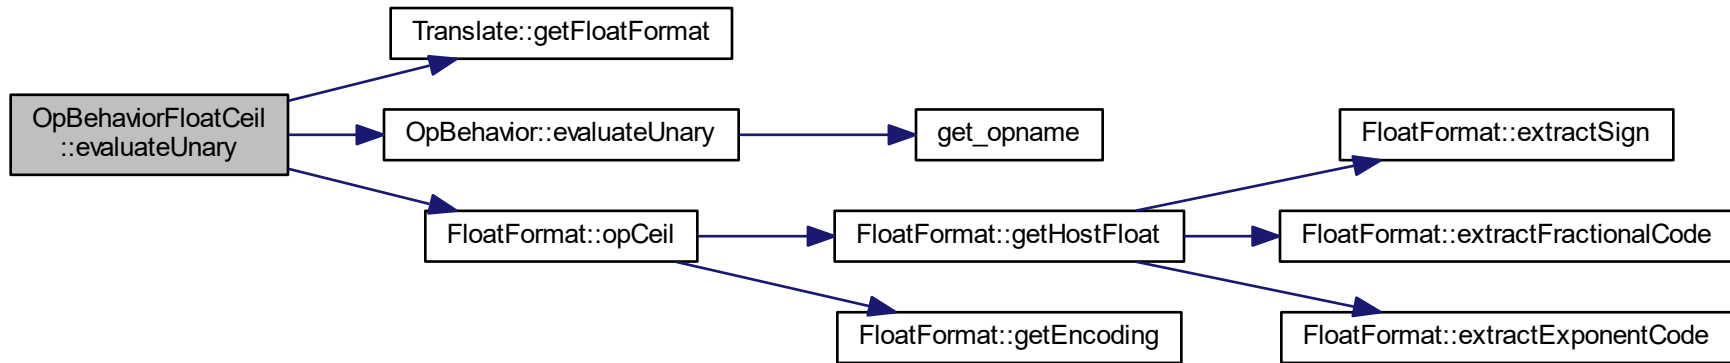 OpBehaviorFloatCeil
::evaluateUnary
Translate::getFloatFormat
OpBehavior::evaluateUnary
get_opname
FloatFormat::opCeil
FloatFormat::getHostFloat
FloatFormat::getEncoding
FloatFormat::extractSign
FloatFormat::extractFractionalCode
FloatFormat::extractExponentCode